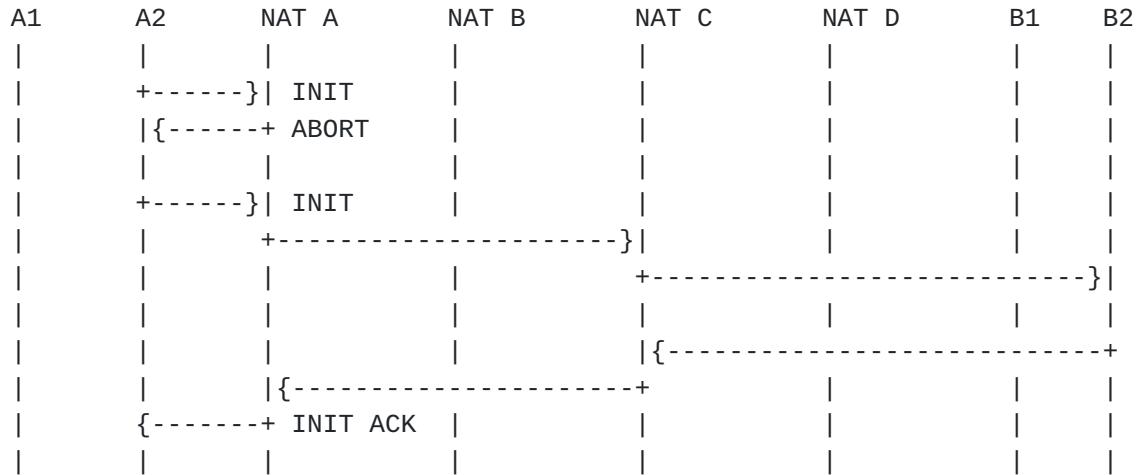 A1       A2      NAT A       NAT B       NAT C       NAT D       B1    B2
|        |       |           |           |           |           |     |
|        +------}| INIT      |           |           |           |     |
|        |{------+ ABORT     |           |           |           |     |
|        |       |           |           |           |           |     |
|        +------}| INIT      |           |           |           |     |
|        |       +----------------------}|           |           |     |
|        |       |           |           +----------------------------}|
|        |       |           |           |           |           |     |
|        |       |           |           |{----------------------------+
|        |       |{----------------------+           |           |     |
|        {-------+ INIT ACK  |           |           |           |     |
|        |       |           |           |           |           |     |